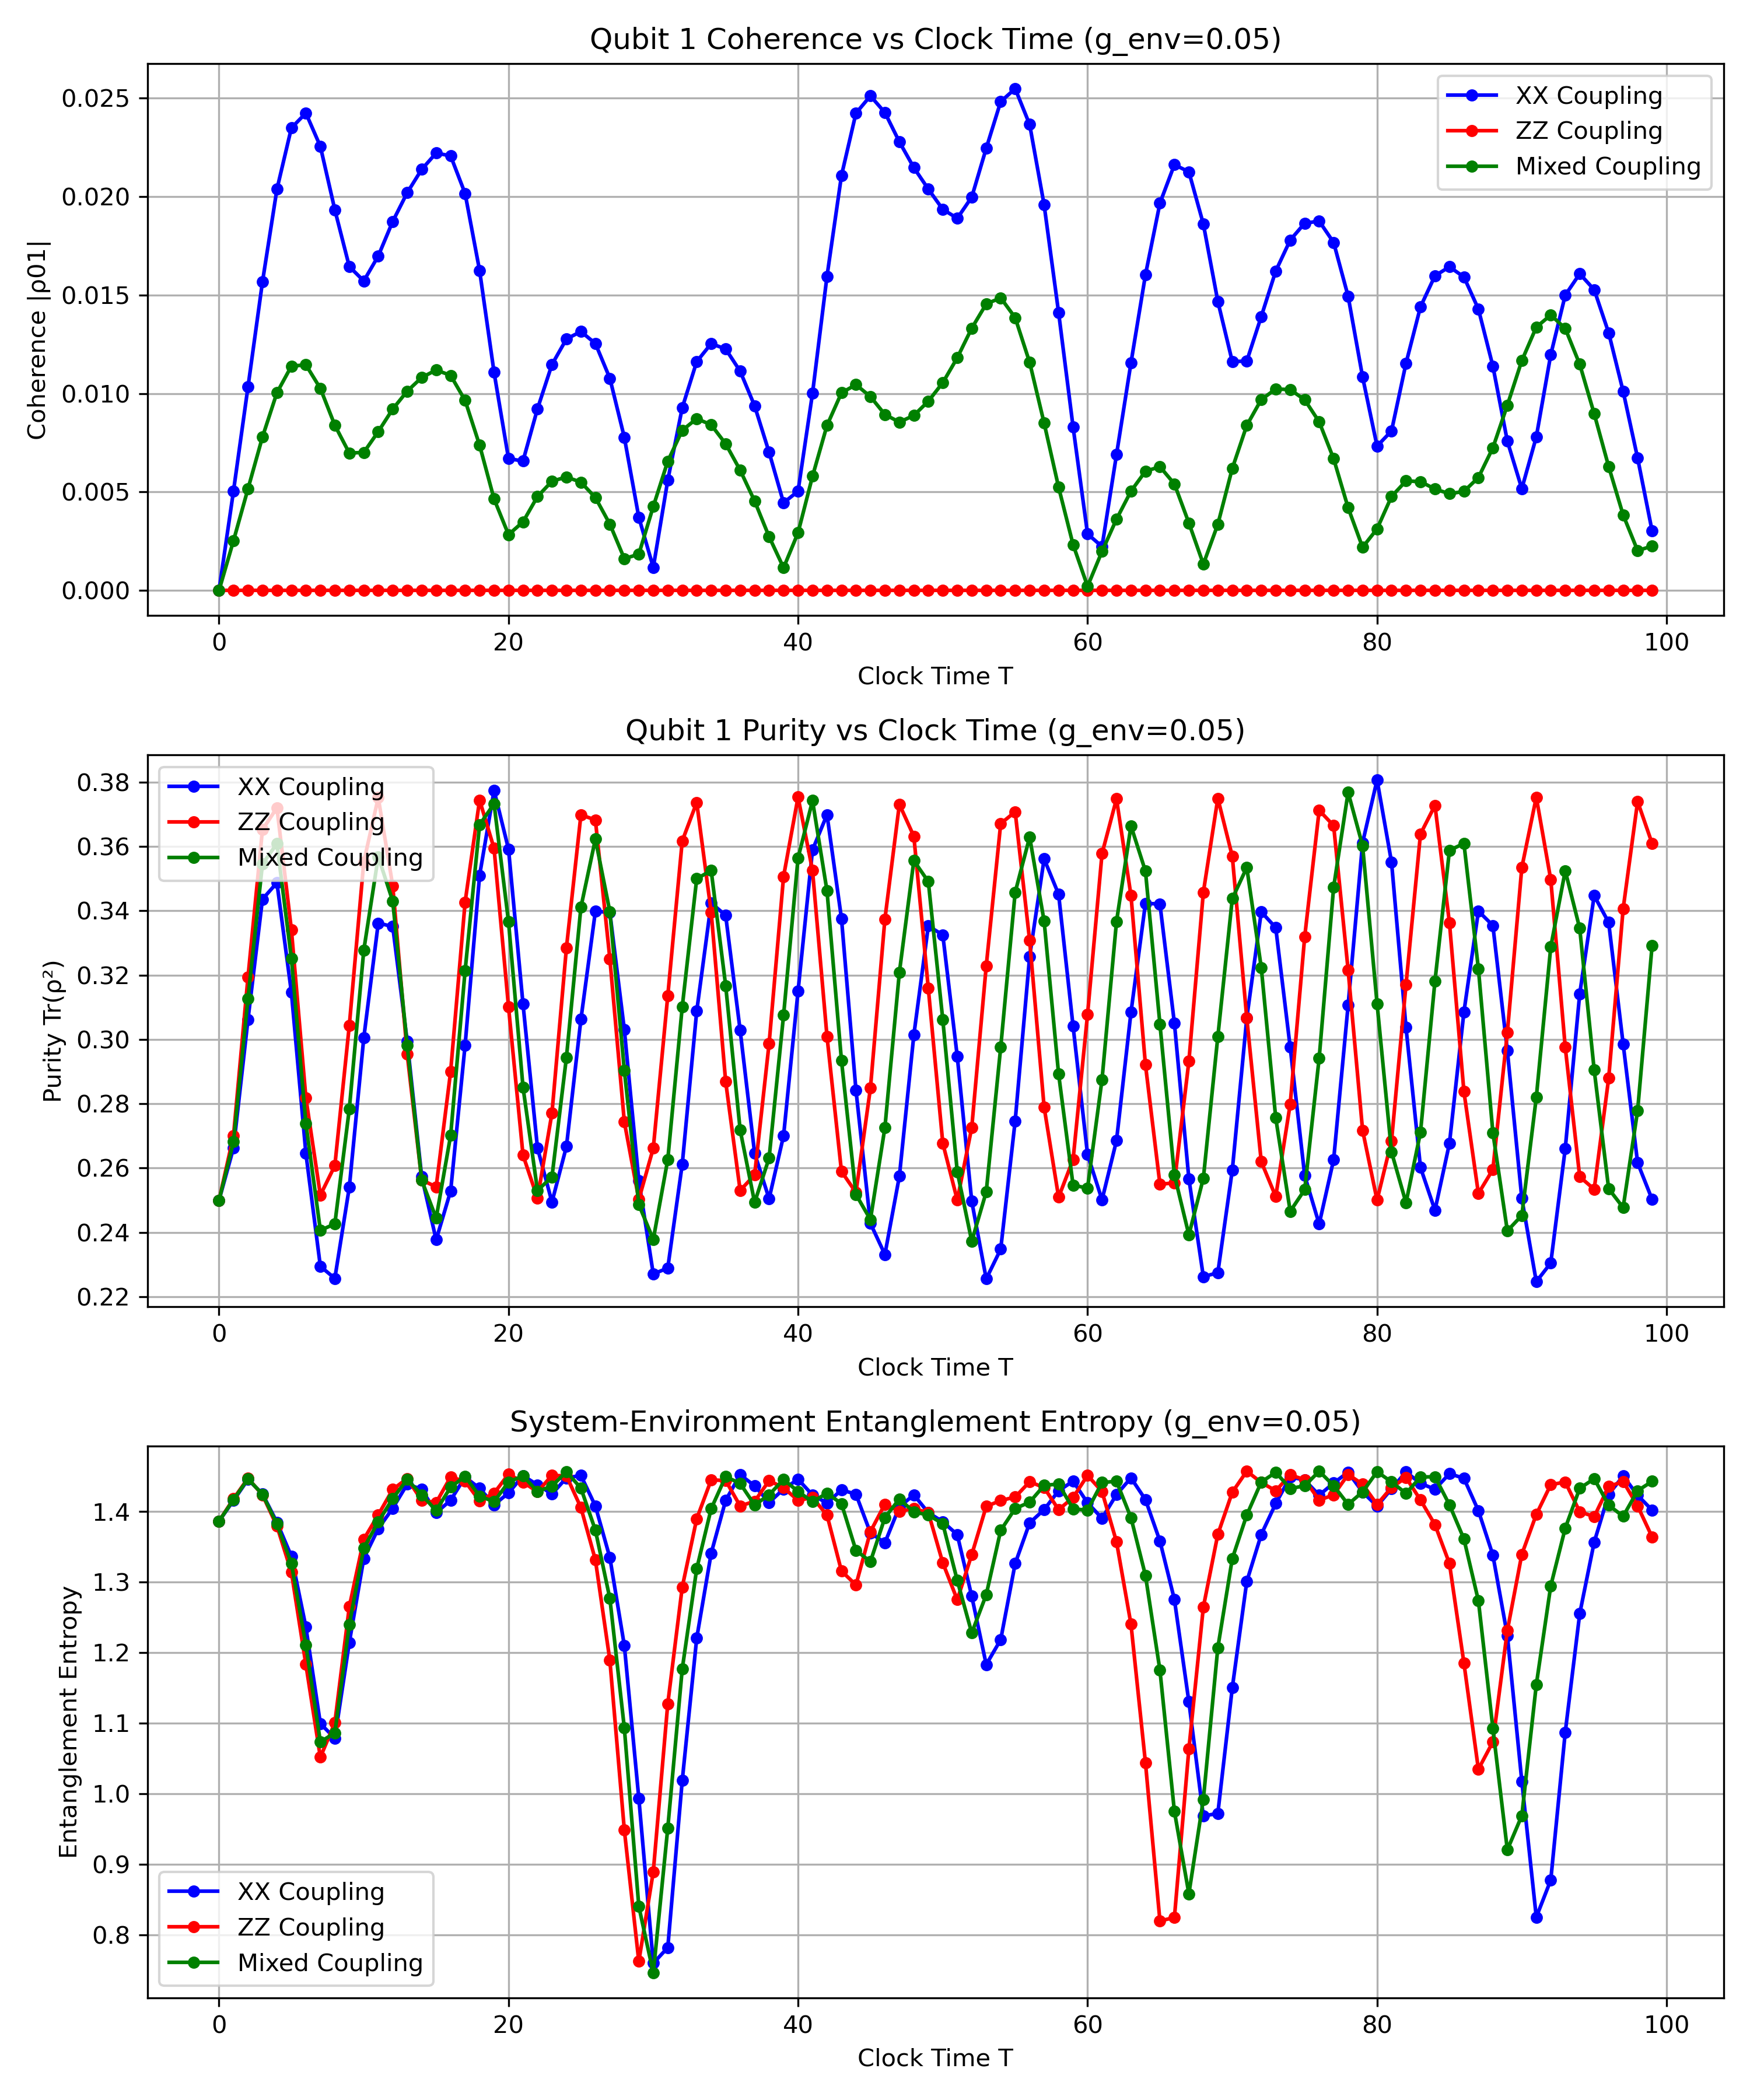 Qubit 1 Coherence vs Clock Time (g_env=0.05)
Coherence |ρ01|
0.025
0.020
0.015
0.010
0.005
0.000
XX Coupling
ZZ Coupling
Mixed Coupling
0 20 40 60 80 100
Clock Time T
Qubit 1 Purity vs Clock Time (g_env=0.05)
Purity Tr(ρ²)
0.38
0.36
0.34
0.32
0.30
0.28
0.26
0.24
0.22
XX Coupling
ZZ Coupling
Mixed Coupling
0 20 40 60 80 100
Clock Time T
System-Environment Entanglement Entropy (g_env=0.05)
Entanglement Entropy
1.4
1.3
1.2
1.1
1.0
0.9
0.8
XX Coupling
ZZ Coupling
Mixed Coupling
0 20 40 60 80 100
Clock Time T